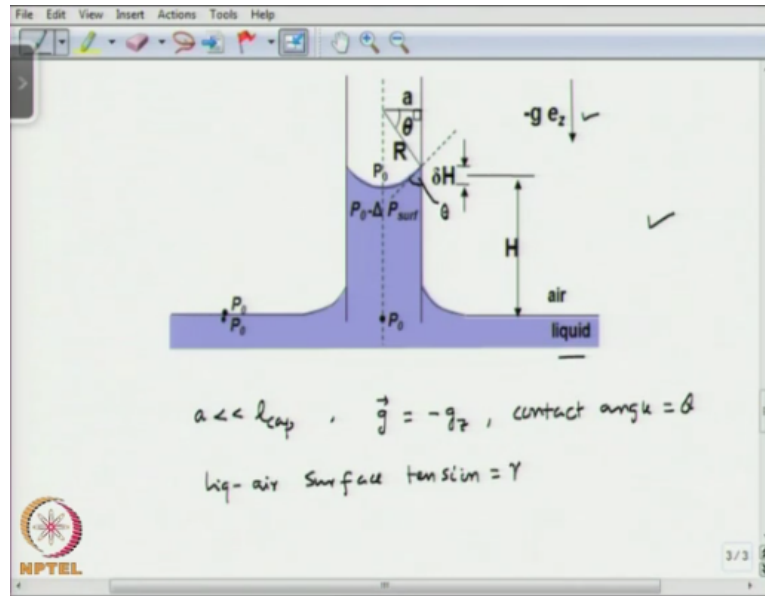 File Edit View Insert Actions Tools Help
a
θ
-g e_z
R
P_0
δH
P_0-Δ P_surf
θ
H
P_0
air
P_0
P_0
liquid
a << l_cap , g⃗ = -g_z , contact angle = θ
liq-air surface tension = γ
NPTEL
3/3